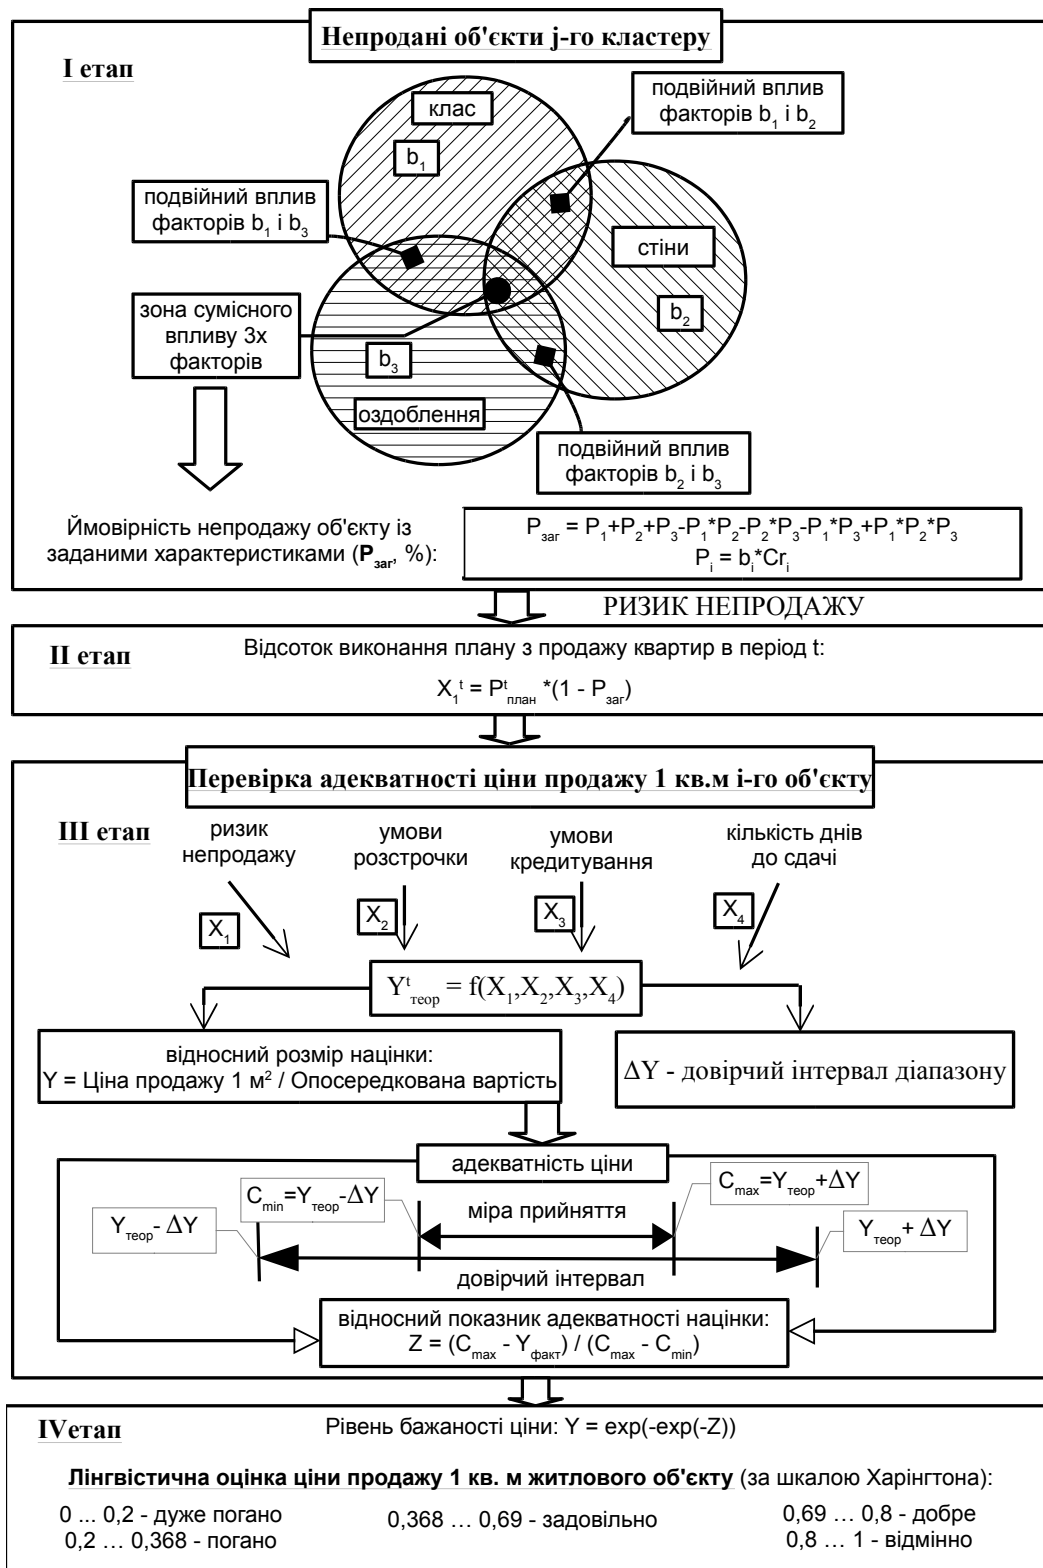 Непродані об'єкти j-го кластеру
I етап
клас
b₁
подвійний вплив
факторів b₁ і b₂
подвійний вплив
факторів b₁ і b₃
стіни
b₂
зона сумісного
впливу 3х
факторів
b₃
оздоблення
подвійний вплив
факторів b₂ і b₃
Ймовірність непродажу об'єкту із
заданими характеристиками (Pзаг, %):
Pзаг = P₁+P₂+P₃-P₁*P₂-P₂*P₃-P₁*P₃+P₁*P₂*P₃
Pᵢ = bᵢ*Crᵢ
РИЗИК НЕПРОДАЖУ
II етап
Відсоток виконання плану з продажу квартир в період t:
X₁ᵗ = Pᵗплан *(1 - Pзаг)
Перевірка адекватності ціни продажу 1 кв.м і-го об'єкту
III етап
ризик
непродажу
умови
розстрочки
умови
кредитування
кількість днів
до сдачі
X₁
X₂
X₃
X₄
Yᵗтеор = f(X₁,X₂,X₃,X₄)
відносний розмір націнки:
Y = Ціна продажу 1 м² / Опосередкована вартість
ΔY - довірчий інтервал діапазону
адекватність ціни
Cmin=Yтеор-ΔY
Cmax=Yтеор+ΔY
міра прийняття
Yтеор- ΔY
Yтеор+ ΔY
довірчий інтервал
відносний показник адекватності націнки:
Z = (Cmax - Yфакт) / (Cmax - Cmin)
IVетап
Рівень бажаності ціни: Y = exp(-exp(-Z))
Лінгвістична оцінка ціни продажу 1 кв. м житлового об'єкту (за шкалою Харінгтона):
0 ... 0,2 - дуже погано
0,2 … 0,368 - погано
0,368 … 0,69 - задовільно
0,69 … 0,8 - добре
0,8 … 1 - відмінно